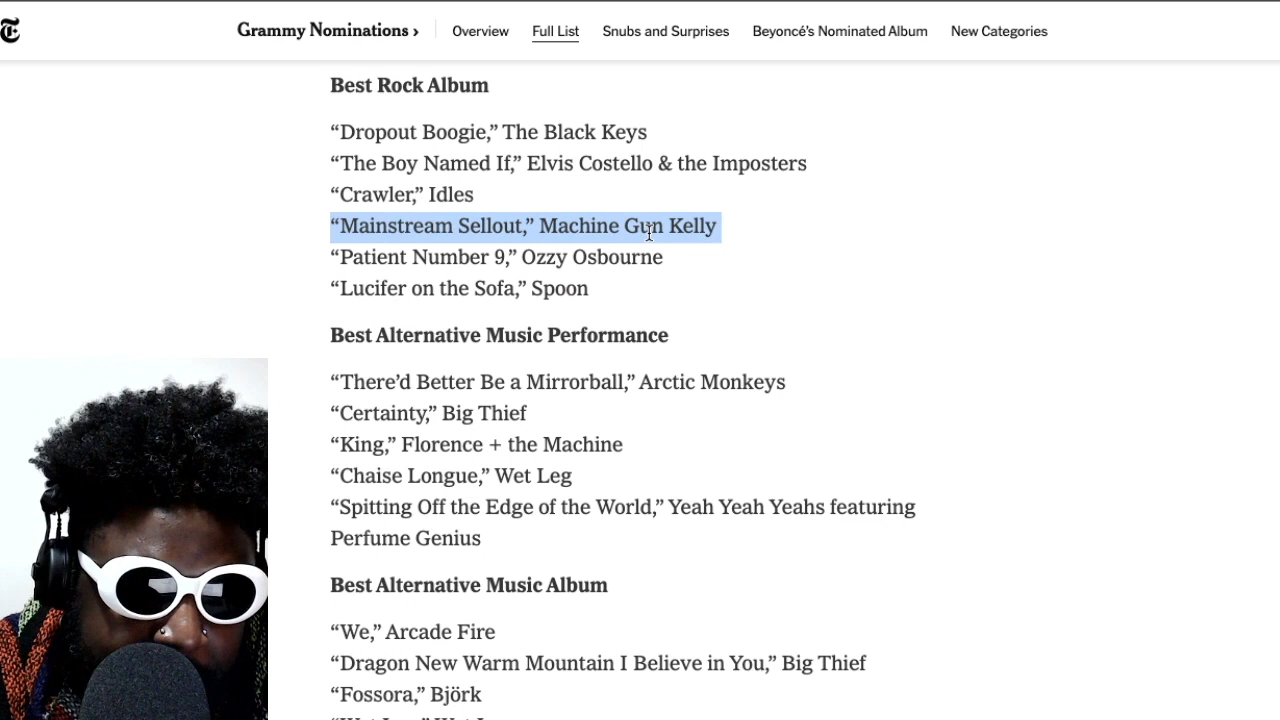 Grammy Nominations › Overview Full List Snubs and Surprises Beyoncé’s Nominated Album New Categories
Best Rock Album
“Dropout Boogie,” The Black Keys
“The Boy Named If,” Elvis Costello & the Imposters
“Crawler,” Idles
“Mainstream Sellout,” Machine Gun Kelly
“Patient Number 9,” Ozzy Osbourne
“Lucifer on the Sofa,” Spoon
Best Alternative Music Performance
“There’d Better Be a Mirrorball,” Arctic Monkeys
“Certainty,” Big Thief
“King,” Florence + the Machine
“Chaise Longue,” Wet Leg
“Spitting Off the Edge of the World,” Yeah Yeah Yeahs featuring
Perfume Genius
Best Alternative Music Album
“We,” Arcade Fire
“Dragon New Warm Mountain I Believe in You,” Big Thief
“Fossora,” Björk